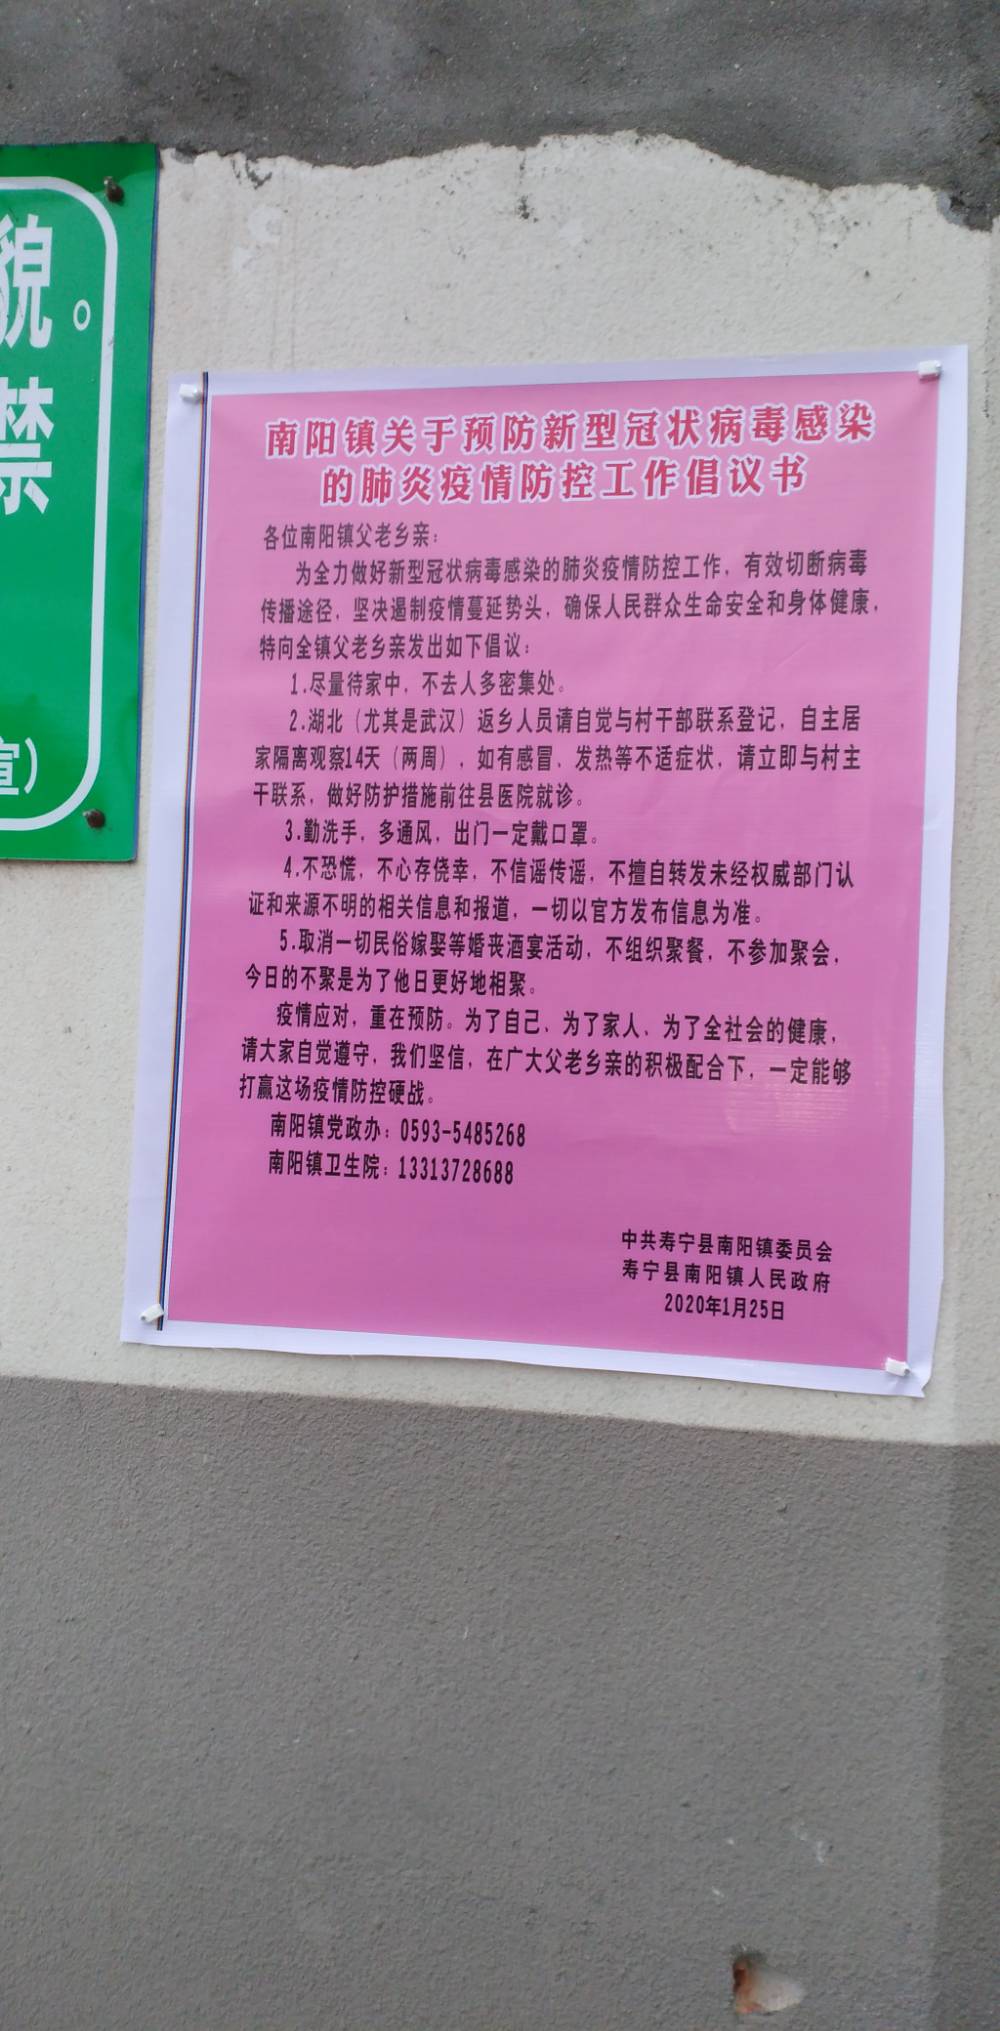 貌。
禁
宣）
南阳镇关于预防新型冠状病毒感染
的肺炎疫情防控工作倡议书
各位南阳镇父老乡亲：
为全力做好新型冠状病毒感染的肺炎疫情防控工作，有效切断病毒
传播途径，坚决遏制疫情蔓延势头，确保人民群众生命安全和身体健康，
特向全镇父老乡亲发出如下倡议：
1.尽量待家中，不去人多密集处。
2.湖北（尤其是武汉）返乡人员请自觉与村干部联系登记，自主居
家隔离观察14天（两周），如有感冒、发热等不适症状，请立即与村主
干联系，做好防护措施前往县医院就诊。
3.勤洗手，多通风，出门一定戴口罩。
4.不恐慌，不心存侥幸，不信谣传谣，不擅自转发未经权威部门认
证和来源不明的相关信息和报道，一切以官方发布信息为准。
5.取消一切民俗嫁娶等婚丧酒宴活动，不组织聚餐，不参加聚会，
今日的不聚是为了他日更好地相聚。
疫情应对，重在预防。为了自己、为了家人、为了全社会的健康，
请大家自觉遵守，我们坚信，在广大父老乡亲的积极配合下，一定能够
打赢这场疫情防控硬战。
南阳镇党政办：0593-5485268
南阳镇卫生院：13313728688
中共寿宁县南阳镇委员会
寿宁县南阳镇人民政府
2020年1月25日